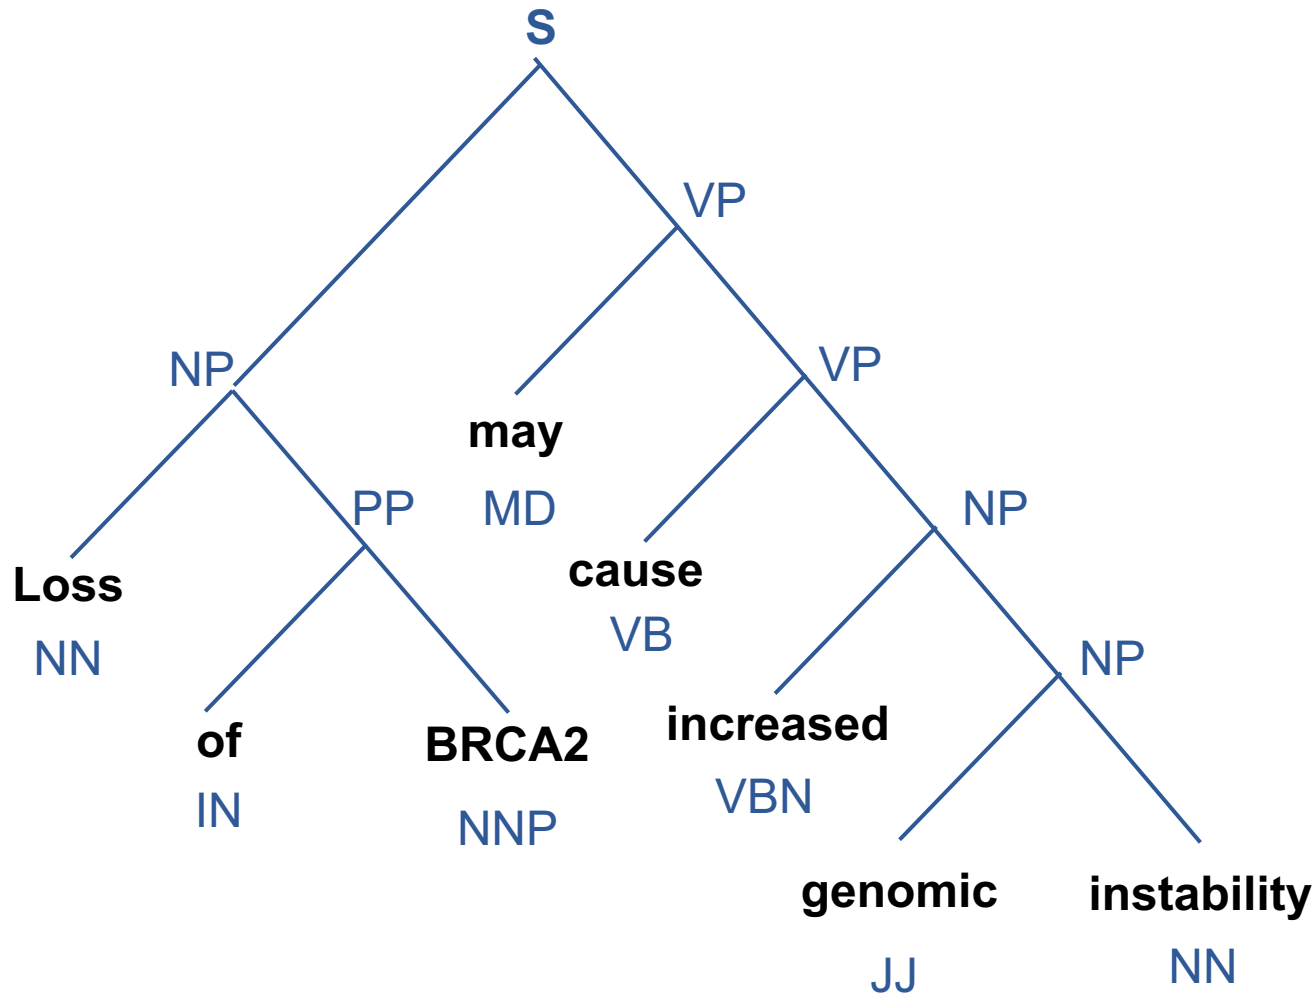 S
VP
NP
VP
may
PP
MD
NP
Loss
cause
NN
VB
NP
of
BRCA2
increased
IN
NNP
VBN
genomic
instability
JJ
NN